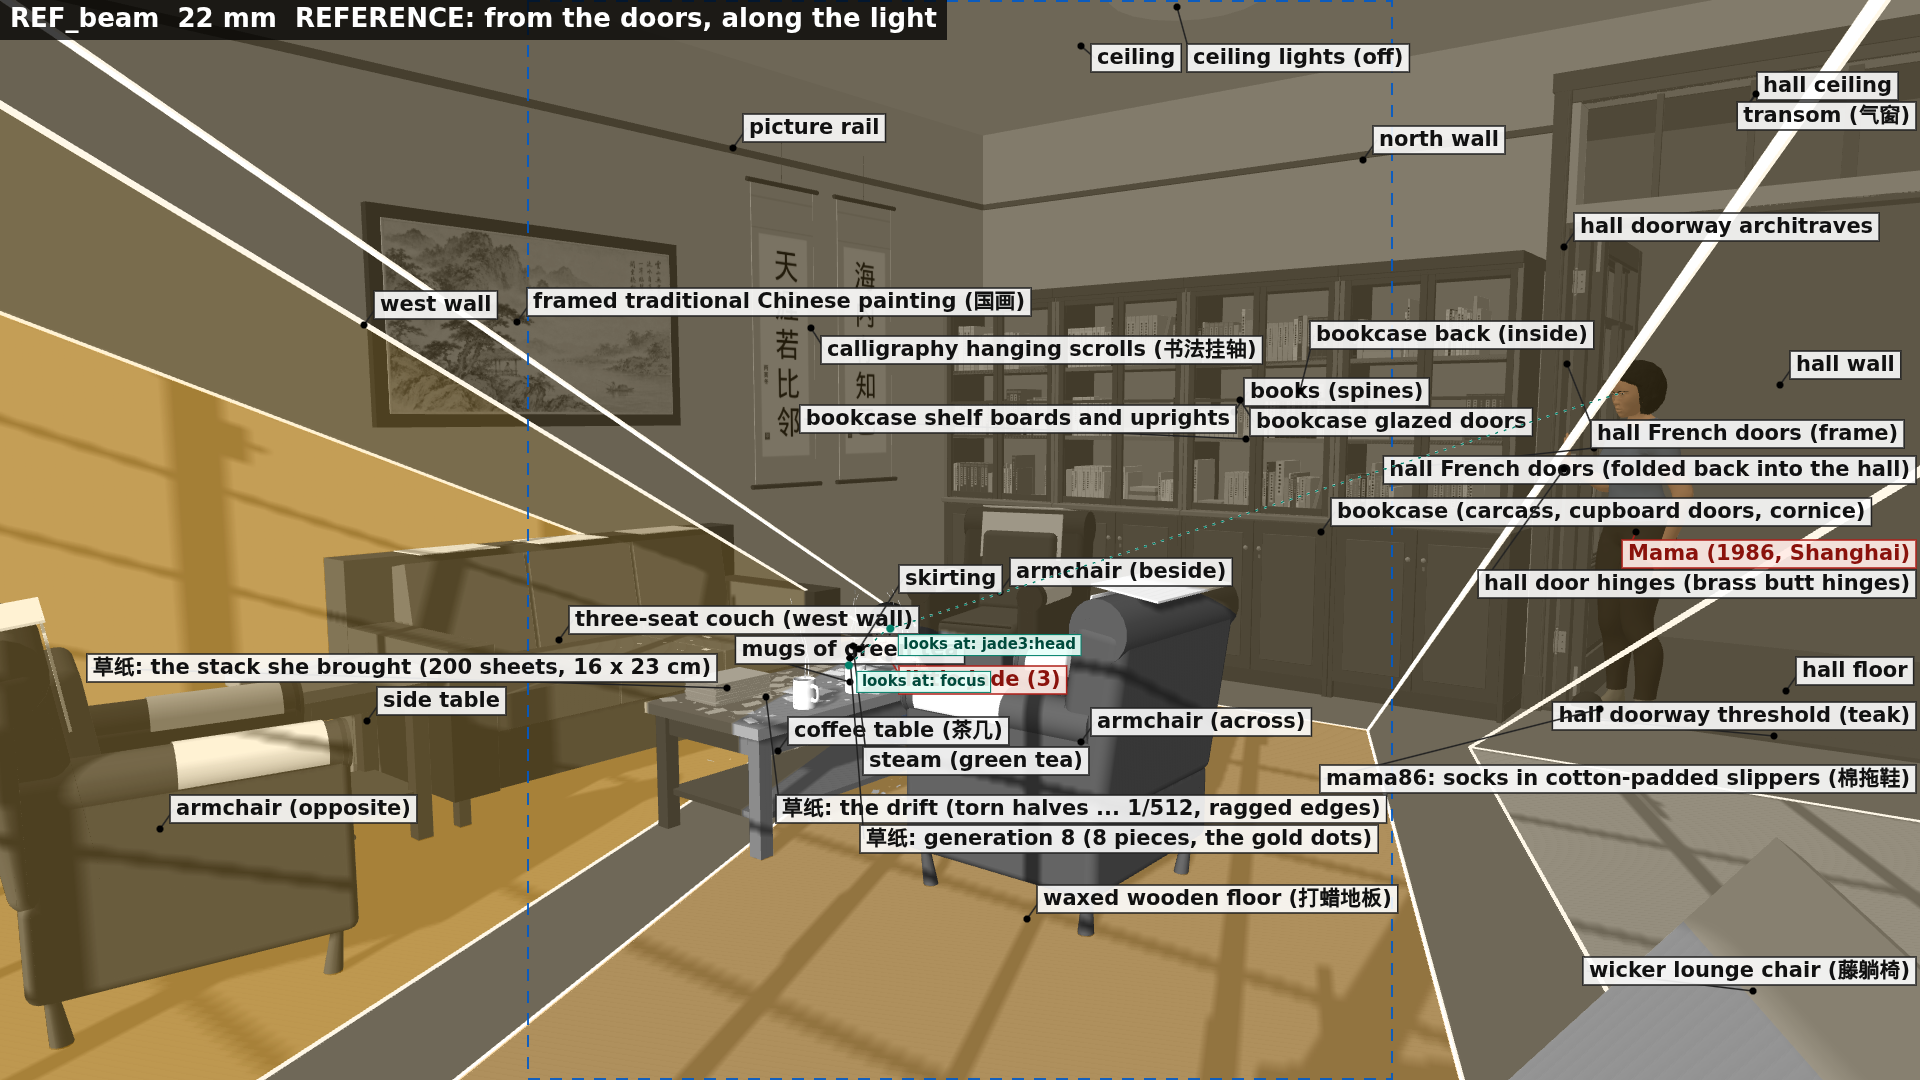 REF_beam 22 mm REFERENCE: from the doors, along the light
ceiling
ceiling lights (off)
hall ceiling
transom (气窗)
picture rail
north wall
hall doorway architraves
west wall
framed traditional Chinese painting (国画)
天
若
比
邻
海
知
calligraphy hanging scrolls (书法挂轴)
bookcase back (inside)
hall wall
books (spines)
bookcase shelf boards and uprights
bookcase glazed doors
hall French doors (frame)
hall French doors (folded back into the hall)
bookcase (carcass, cupboard doors, cornice)
Mama (1986, Shanghai)
skirting
armchair (beside)
hall door hinges (brass butt hinges)
three-seat couch (west wall)
mugs of gree
looks at: jade3:head
草纸: the stack she brought (200 sheets, 16 x 23 cm)
looks at: focus
de (3)
hall floor
side table
coffee table (茶几)
armchair (across)
hall doorway threshold (teak)
steam (green tea)
mama86: socks in cotton-padded slippers (棉拖鞋)
armchair (opposite)
草纸: the drift (torn halves ... 1/512, ragged edges)
草纸: generation 8 (8 pieces, the gold dots)
waxed wooden floor (打蜡地板)
wicker lounge chair (藤躺椅)